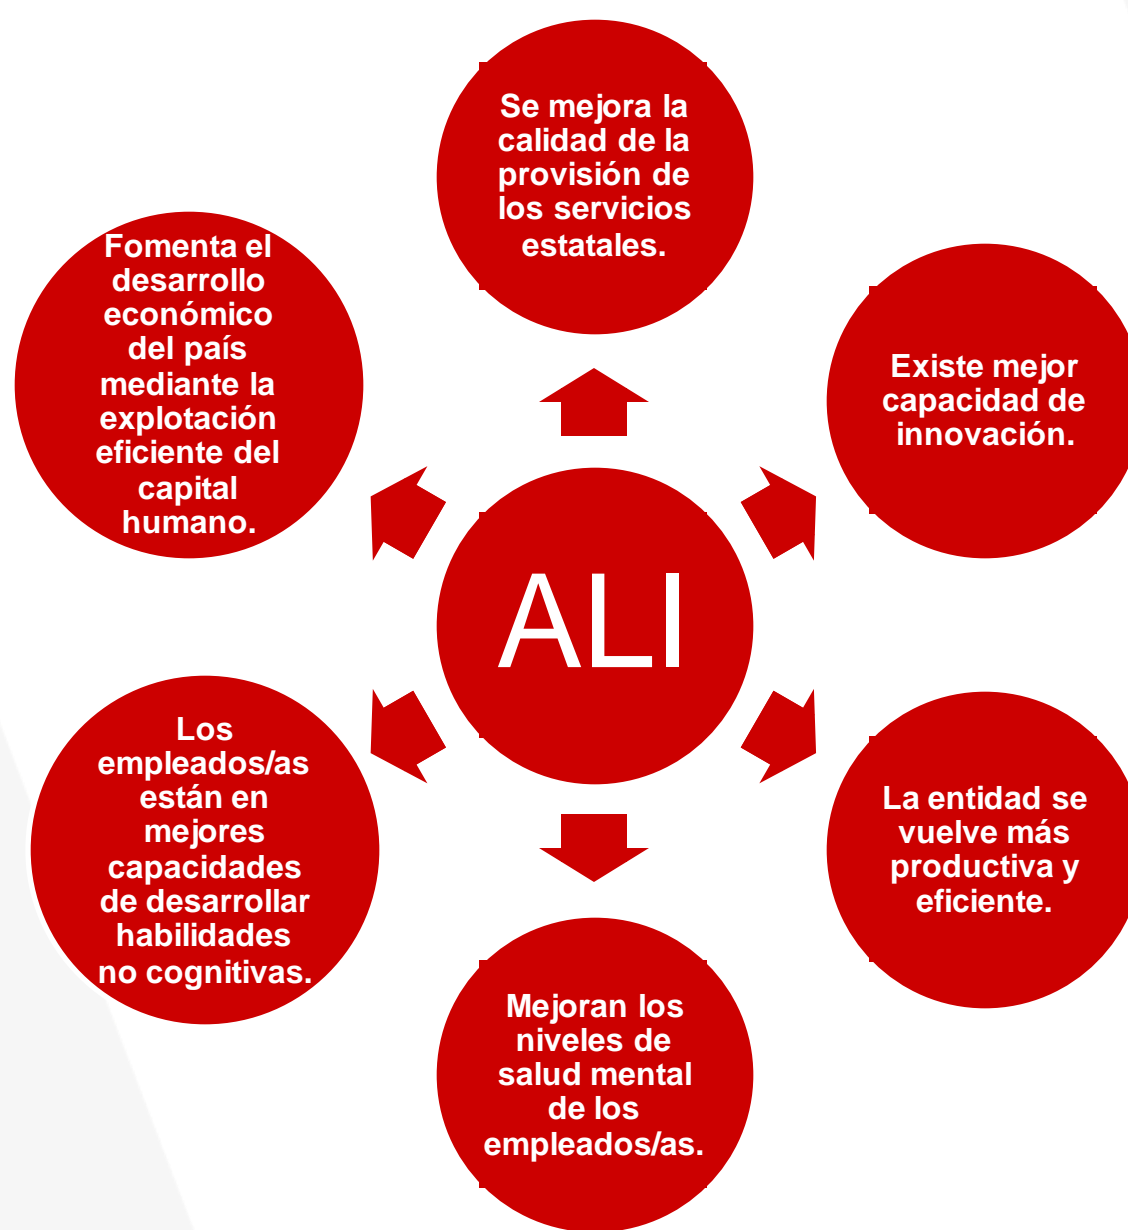 Se mejora la
calidad de la
provisión de
los servicios
estatales.
Existe mejor
capacidad de
innovación.
La entidad se
vuelve más
productiva y
eficiente.
Mejoran los
niveles de
salud mental
de los
empleados/as.
Los
empleados/as
están en
mejores
capacidades
de desarrollar
habilidades
no cognitivas.
Fomenta el
desarrollo
económico
del país
mediante la
explotación
eficiente del
capital
humano.
ALI